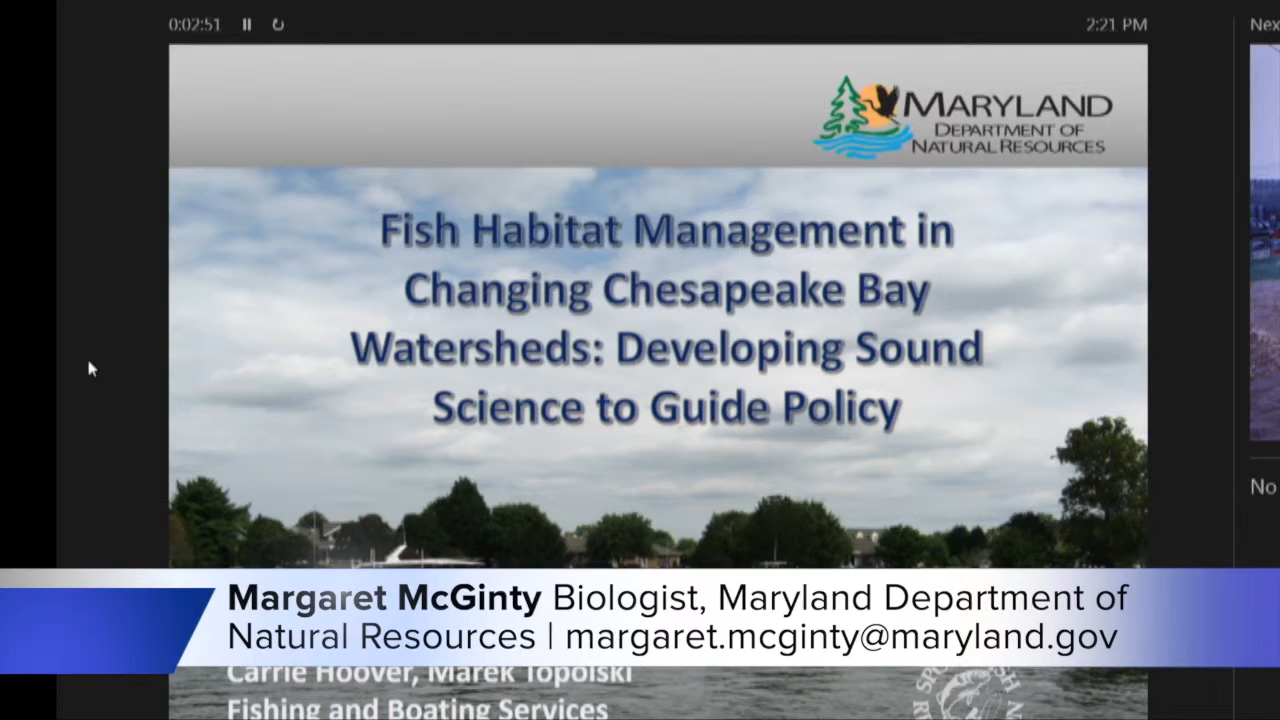 0:02:51
2:21 PM
Nex
MARYLAND
DEPARTMENT OF
NATURAL RESOURCES
Fish Habitat Management in
Changing Chesapeake Bay
Watersheds: Developing Sound
Science to Guide Policy
No
Margaret McGinty Biologist, Maryland Department of
Natural Resources | margaret.mcginty@maryland.gov
Carrie Hoover, Marek Topolski
Fishing and Boating Services